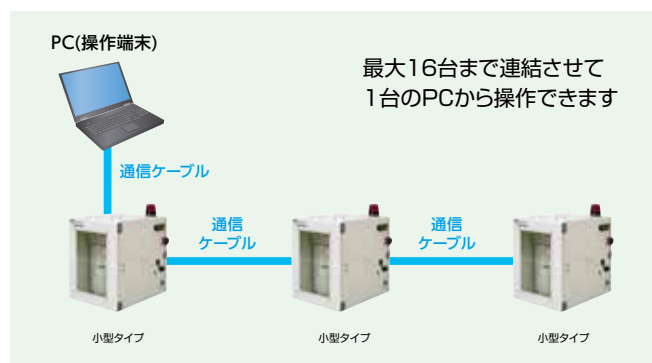 PC(操作端末)
最大16台まで連結させて
1台のPCから操作できます
通信ケーブル
通信
ケーブル
通信
ケーブル
小型タイプ
小型タイプ
小型タイプ